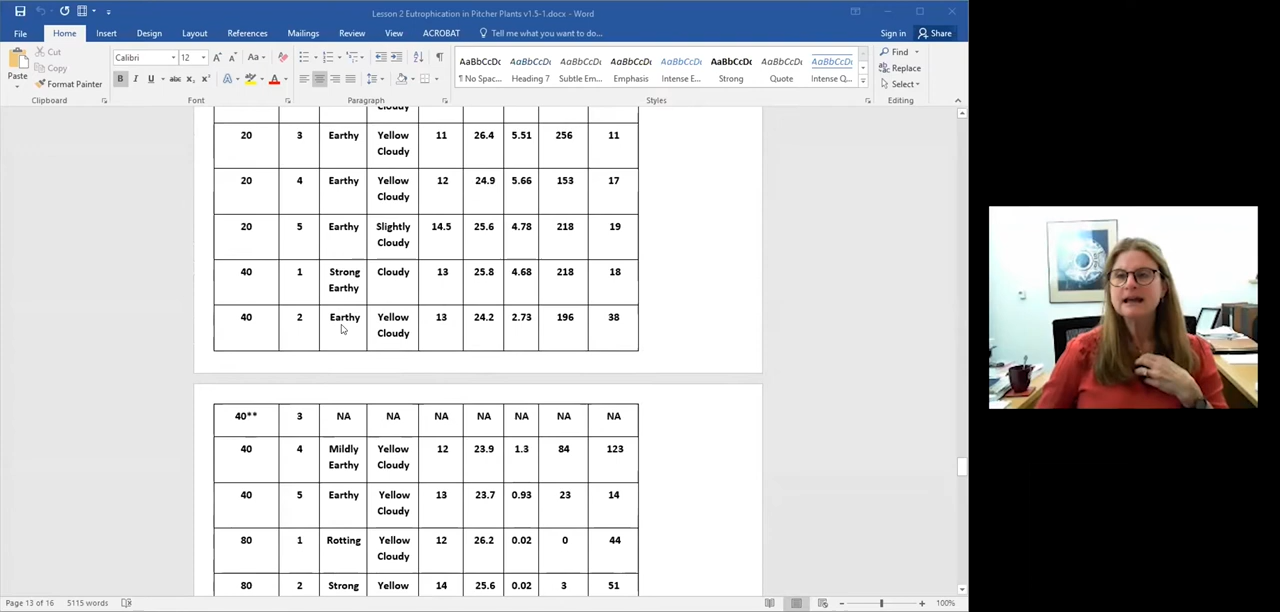 Lesson 2 Eutrophication in Pitcher Plants v1.5-1.docx - Word
File Home Insert Design Layout References Mailings Review View ACROBAT Tell me what you want to do... Sign in Share
Cut
Copy
Format Painter
Paste
Calibri 12
AaBbCcDc AaBbCcDc AaBbCcDc AaBbCcDc AaBbCcDc AaBbCcDc AaBbCcDc AaBbCcDc
¶ No Spac... Heading 7 Subtle Em... Emphasis Intense E... Strong Quote Intense Q...
Find
Replace
Select
Clipboard Font Paragraph Styles Editing
Cloudy
20 3 Earthy Yellow 11 26.4 5.51 256 11
Cloudy
20 4 Earthy Yellow 12 24.9 5.66 153 17
Cloudy
20 5 Earthy Slightly 14.5 25.6 4.78 218 19
Cloudy
40 1 Strong Cloudy 13 25.8 4.68 218 18
Earthy
40 2 Earthy Yellow 13 24.2 2.73 196 38
Cloudy
40** 3 NA NA NA NA NA NA NA
40 4 Mildly Yellow 12 23.9 1.3 84 123
Earthy Cloudy
40 5 Earthy Yellow 13 23.7 0.93 23 14
Cloudy
80 1 Rotting Yellow 12 26.2 0.02 0 44
Cloudy
80 2 Strong Yellow 14 25.6 0.02 3 51
Page 13 of 16 5115 words 100%